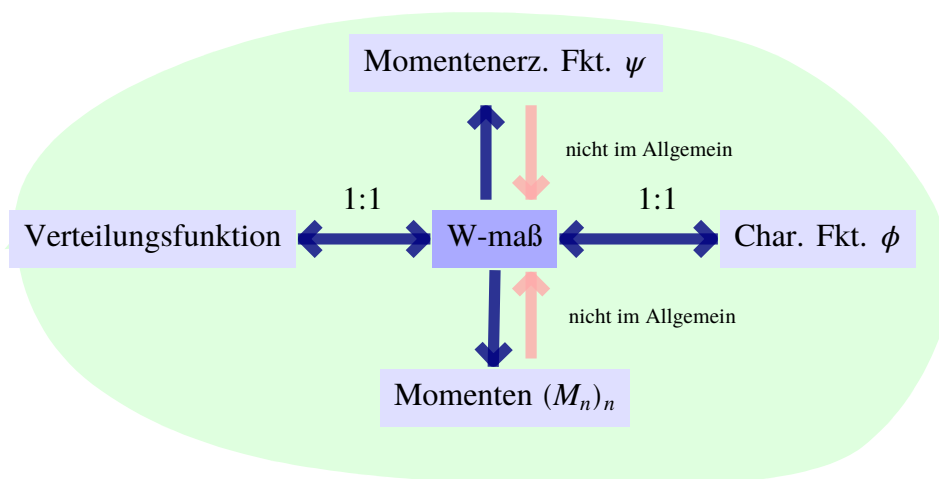 Momentenerz. Fkt. ψ
nicht im Allgemein
1:1
1:1
Verteilungsfunktion
W-maß
Char. Fkt. ϕ
nicht im Allgemein
Momenten (Mₙ)ₙ